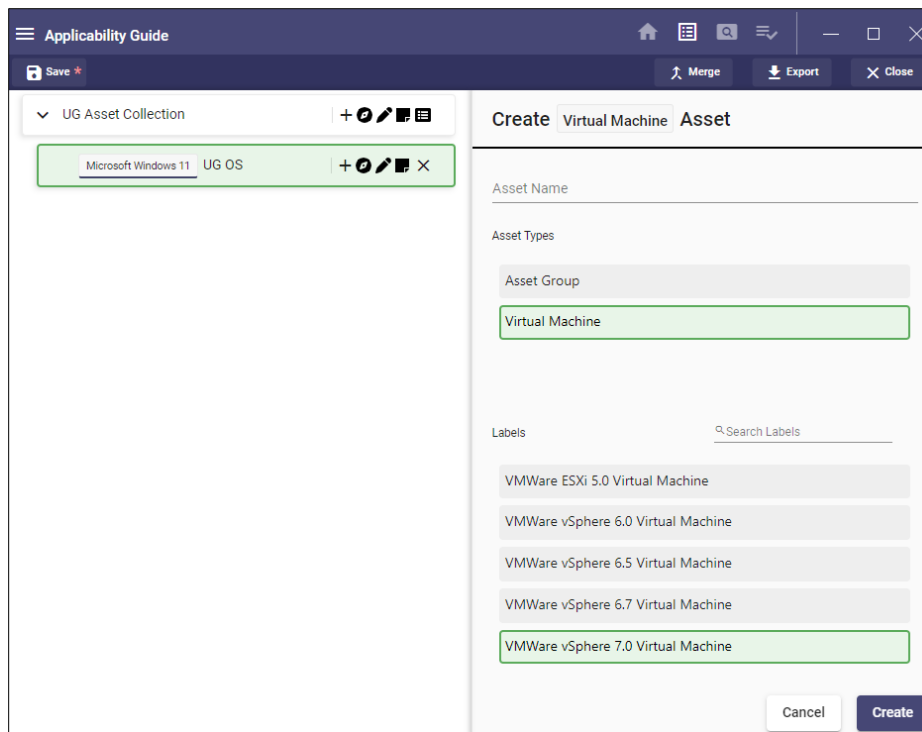 Applicability Guide
Save *
Merge
Export
Close
UG Asset Collection
Microsoft Windows 11 UG OS
Create Virtual Machine Asset
Asset Name
Asset Types
Asset Group
Virtual Machine
Labels
Search Labels
VMWare ESXi 5.0 Virtual Machine
VMWare vSphere 6.0 Virtual Machine
VMWare vSphere 6.5 Virtual Machine
VMWare vSphere 6.7 Virtual Machine
VMWare vSphere 7.0 Virtual Machine
Cancel
Create